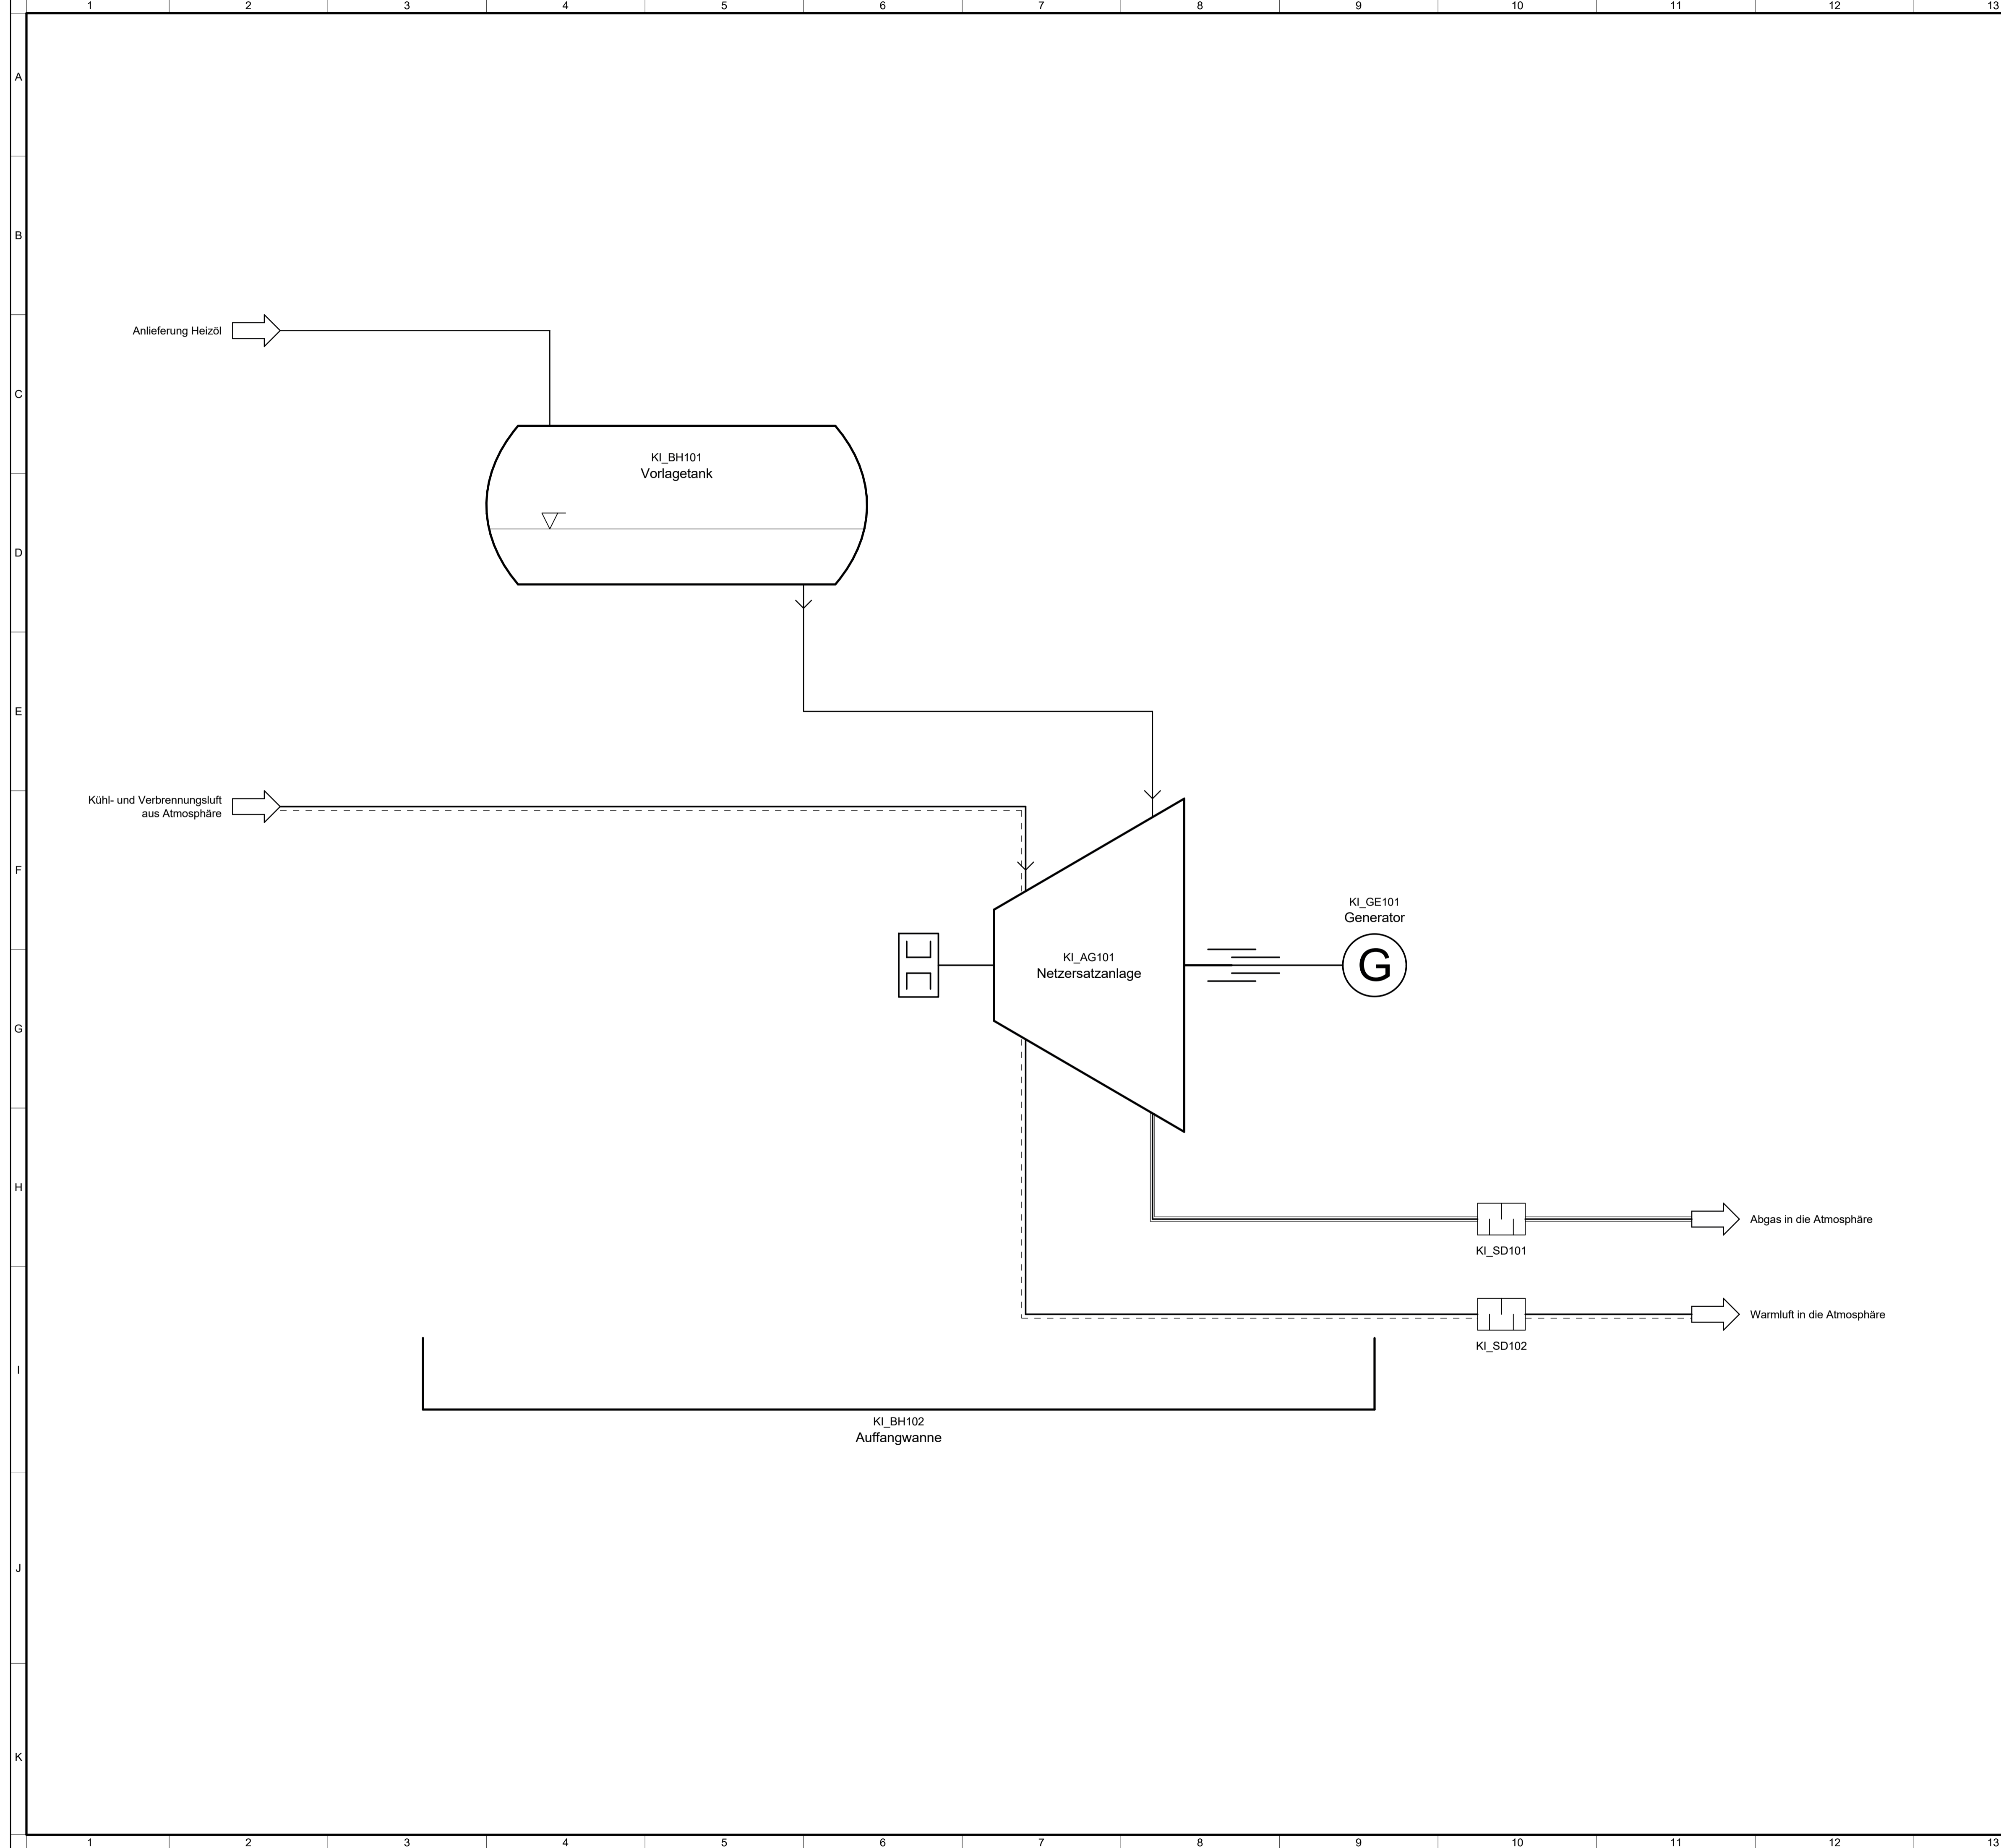 1 2 3 4 5 6 7 8 9 10 11 12 13
A
B
Anlieferung Heizöl
C
KI_BH101
Vorlagetank
D
E
Kühl- und Verbrennungsluft
aus Atmosphäre
F
KI_GE101
Generator
KI_AG101
Netzersatzanlage
G
G
H
Abgas in die Atmosphäre
KI_SD101
Warmluft in die Atmosphäre
KI_SD102
I
KI_BH102
Auffangwanne
J
K
1 2 3 4 5 6 7 8 9 10 11 12 13